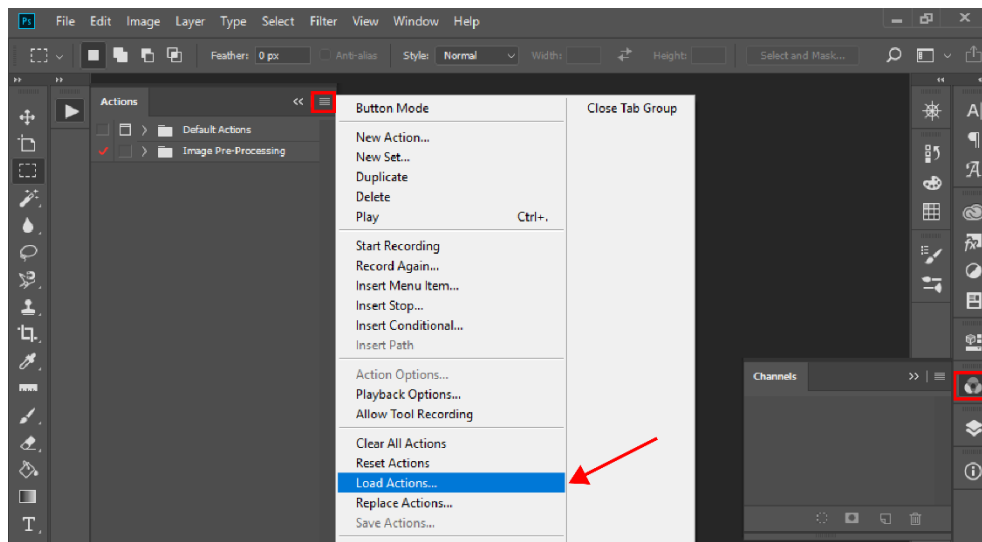 Ps File Edit Image Layer Type Select Filter View Window Help
Feather: 0 px Anti-alias Style: Normal Width: Height: Select and Mask...
Actions
Default Actions
Image Pre-Processing
Button Mode
New Action...
New Set...
Duplicate
Delete
Play Ctrl+.
Start Recording
Record Again...
Insert Menu Item...
Insert Stop...
Insert Conditional...
Insert Path
Action Options...
Playback Options...
Allow Tool Recording
Clear All Actions
Reset Actions
Load Actions...
Replace Actions...
Save Actions...
Close Tab Group
Channels